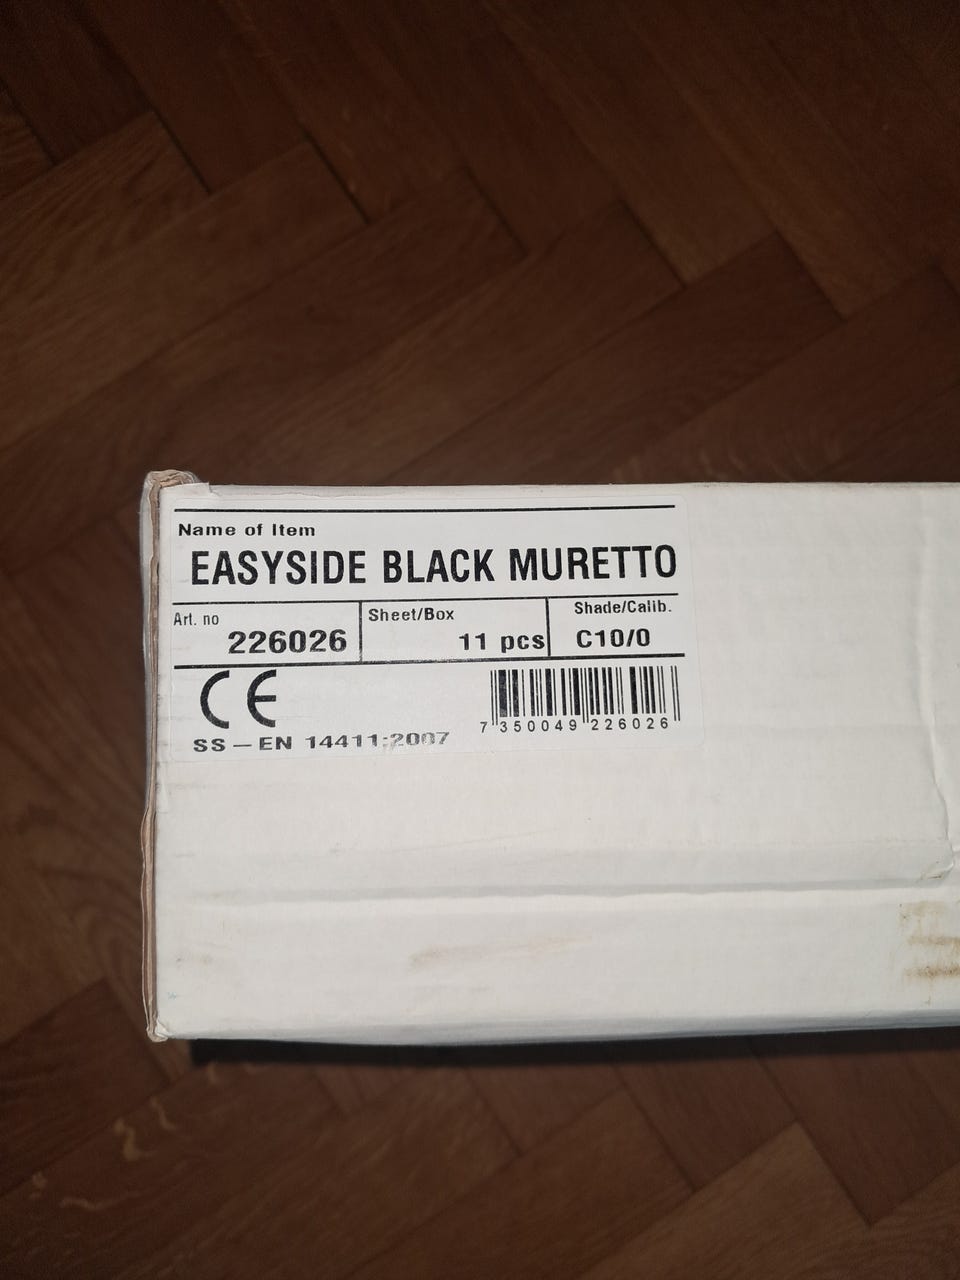 Name of Item
EASYSIDE BLACK MURETTO
Art. no
226026
Sheet/Box
11 pcs
Shade/Calib.
C10/0
CE
7 350049 226026
SS-EN 14411:2007